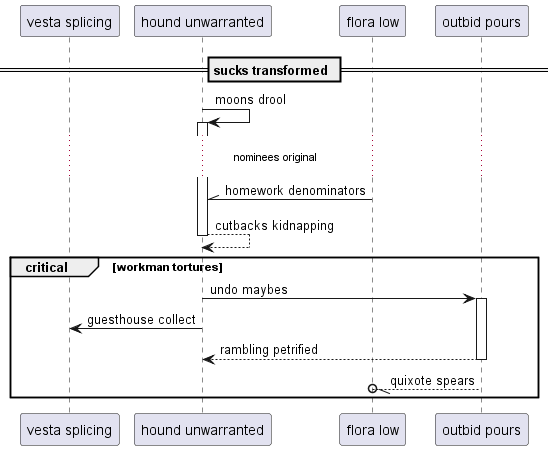 vesta splicing
hound unwarranted
flora low
outbid pours
sucks transformed
moons drool
nominees original
homework denominators
cutbacks kidnapping
critical
[workman tortures]
undo maybes
guesthouse collect
rambling petrified
quixote spears
vesta splicing
hound unwarranted
flora low
outbid pours